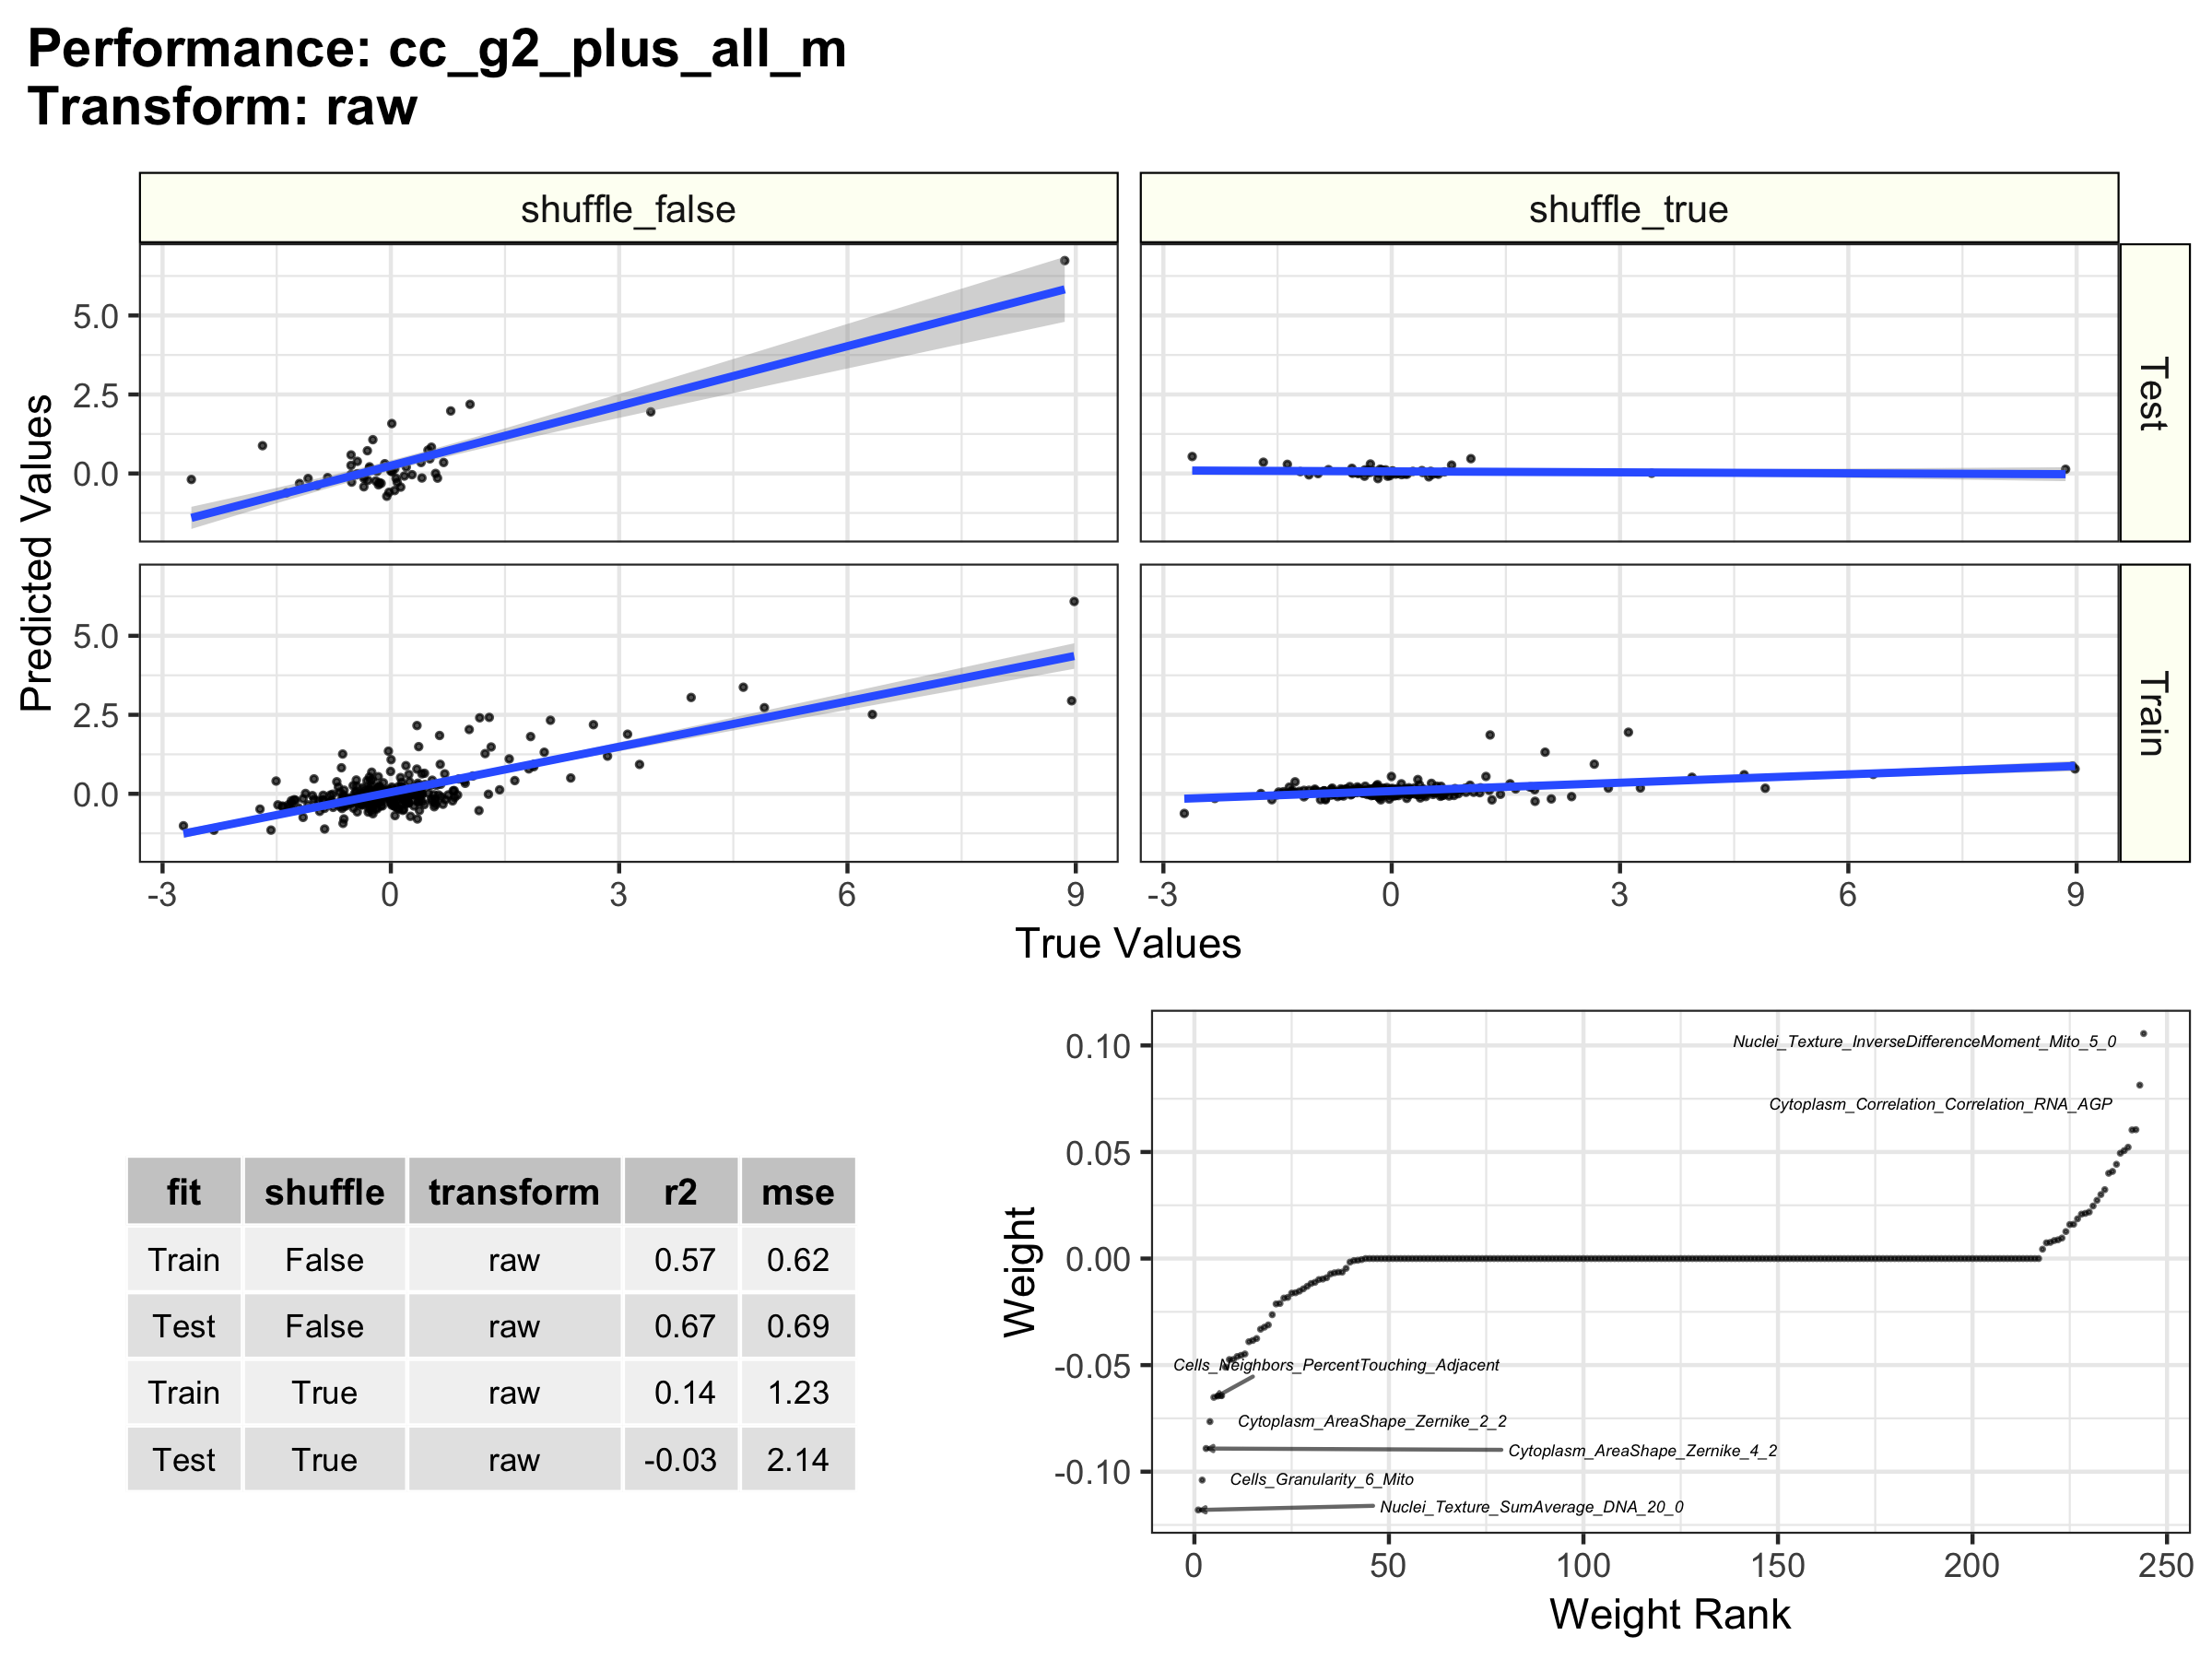 Performance: cc_g2_plus_all_m
Transform: raw
shuffle_false
shuffle_true
Test
Train
Predicted Values
5.0
2.5
0.0
5.0
2.5
0.0
-3 0 3 6 9
-3 0 3 6 9
True Values
fit shuffle transform r2 mse
Train False raw 0.57 0.62
Test False raw 0.67 0.69
Train True raw 0.14 1.23
Test True raw -0.03 2.14
Weight
0.10
0.05
0.00
-0.05
-0.10
Nuclei_Texture_InverseDifferenceMoment_Mito_5_0
Cytoplasm_Correlation_Correlation_RNA_AGP
Cells_Neighbors_PercentTouching_Adjacent
Cytoplasm_AreaShape_Zernike_2_2
Cytoplasm_AreaShape_Zernike_4_2
Cells_Granularity_6_Mito
Nuclei_Texture_SumAverage_DNA_20_0
0 50 100 150 200 250
Weight Rank